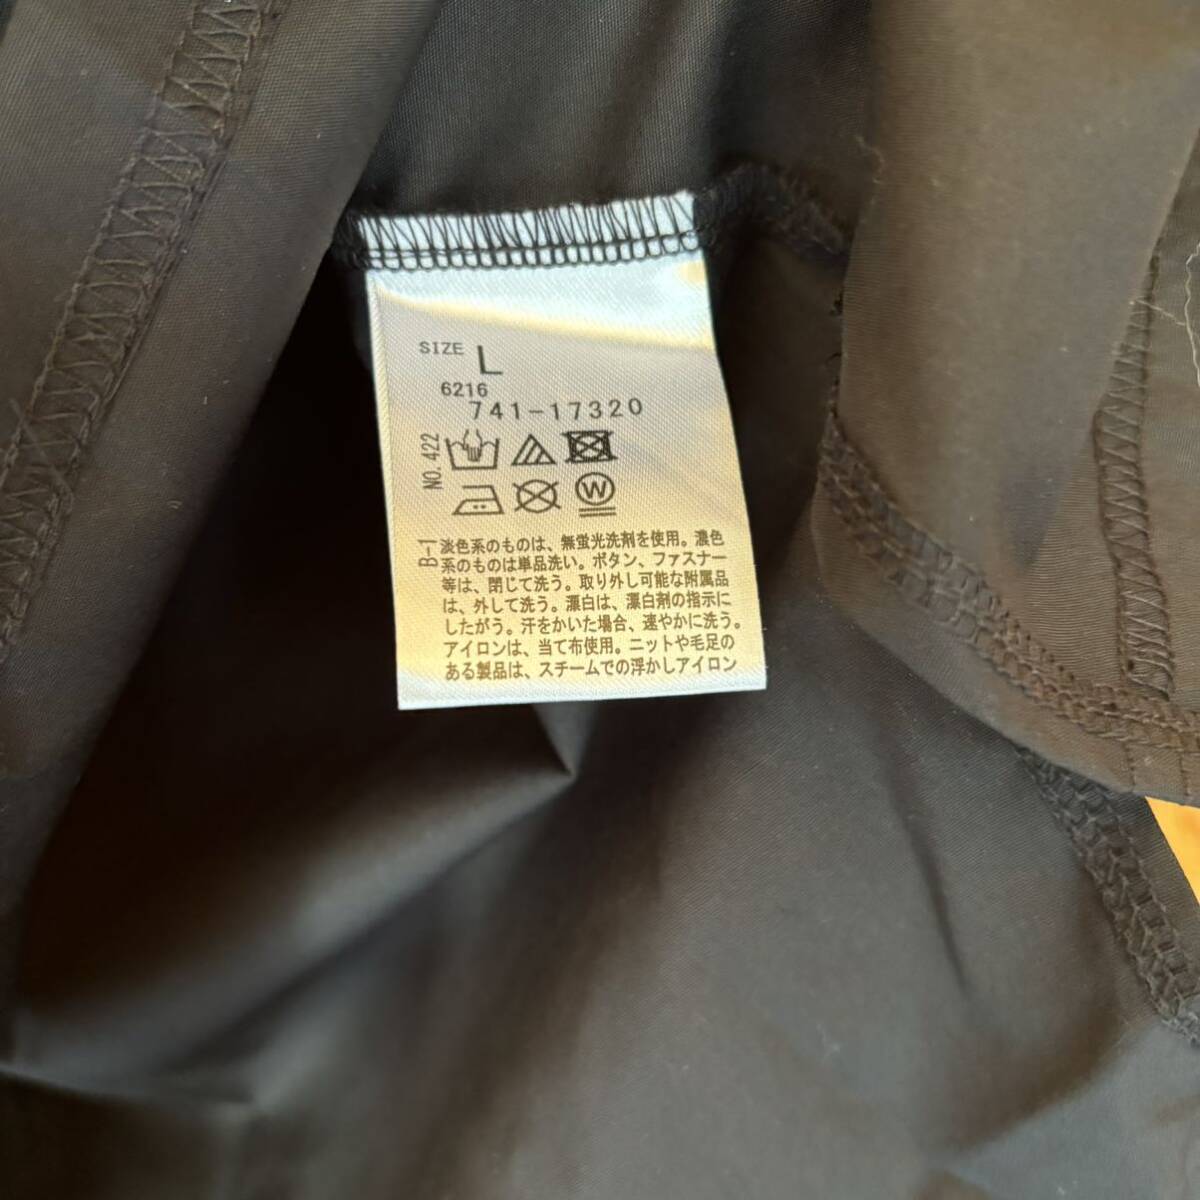 SIZE L
6216
741-17320
NO. 422
W
B-1
淡色系のものは、無蛍光洗剤を使用。濃色
系のものは単品洗い。ボタン、ファスナー
等は、閉じて洗う。取り外し可能な附属品
は、外して洗う。漂白は、漂白剤の指示に
したがう。汗をかいた場合、速やかに洗う。
アイロンは、当て布使用。ニットや毛足の
ある製品は、スチームでの浮かしアイロン